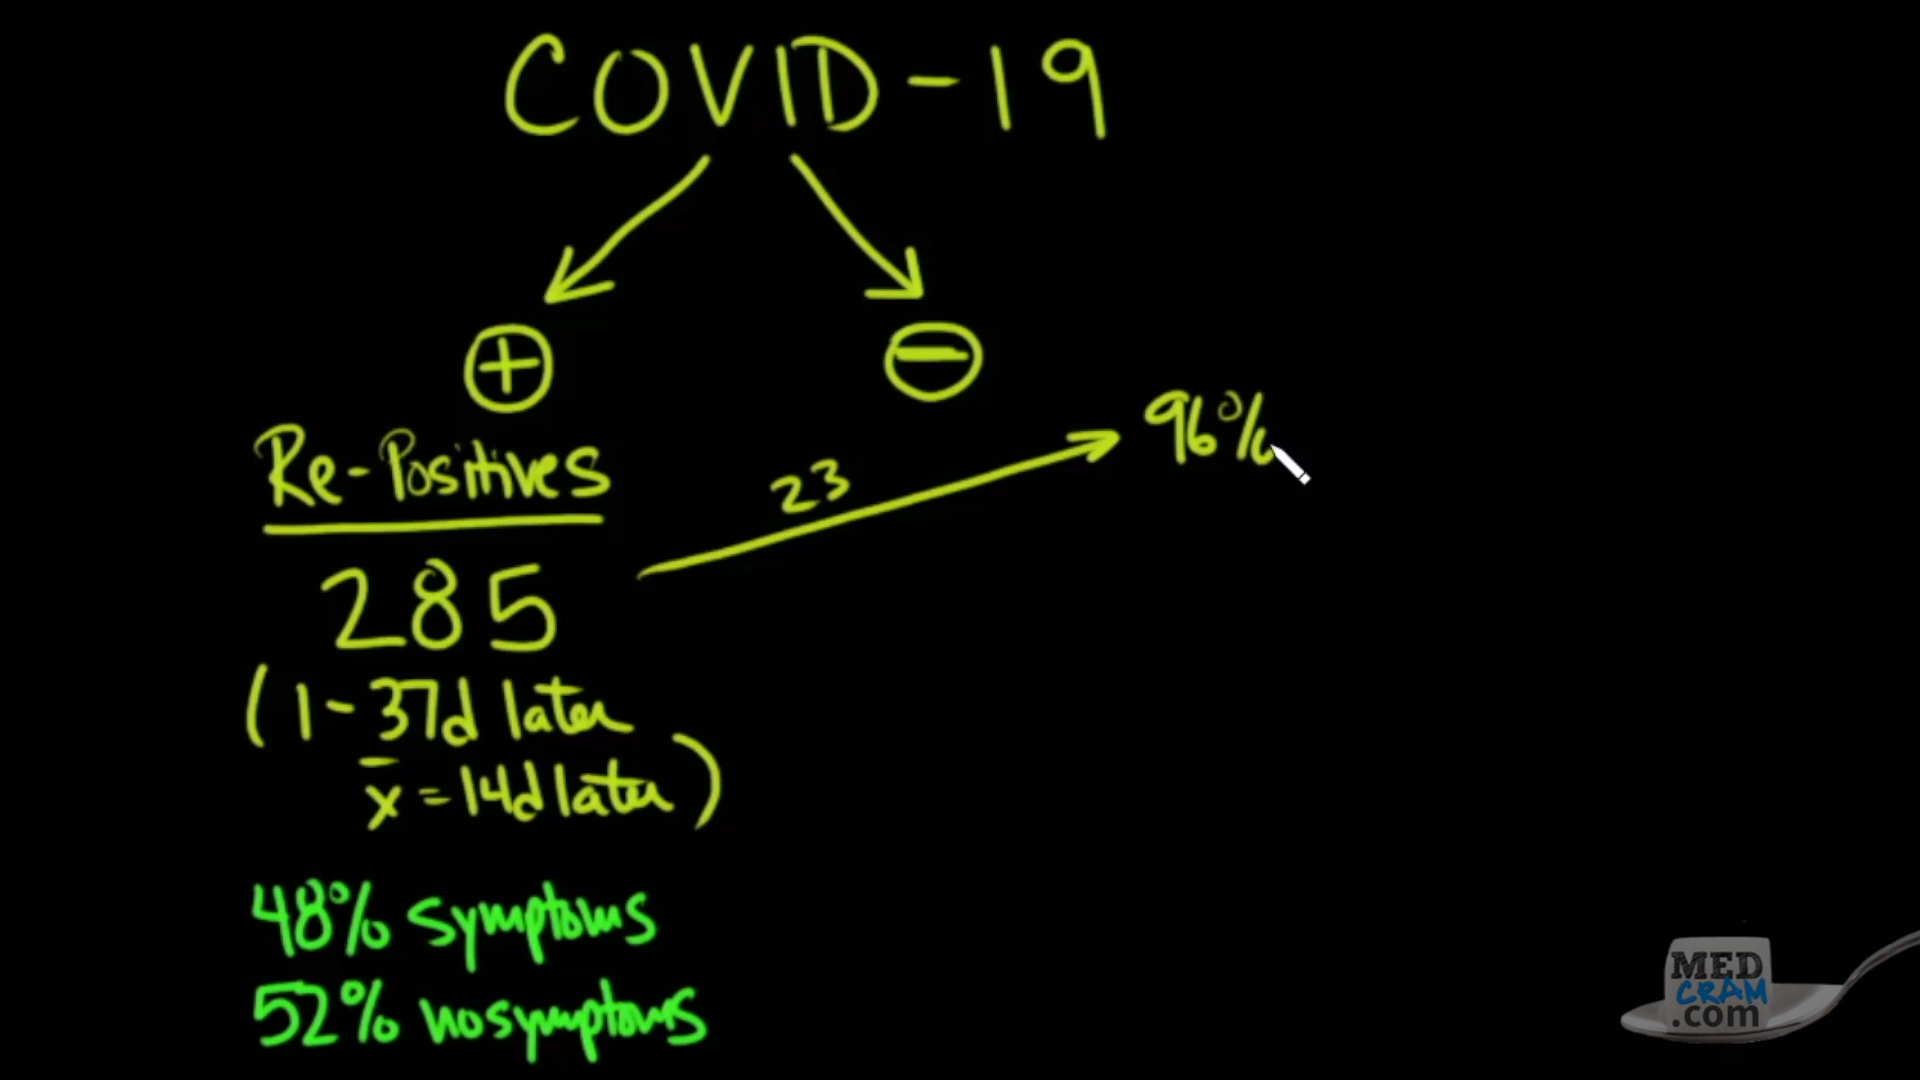 COVID-19
+
−
Re-Positives
23
96%
285
(1-37d later
x̄ = 14d later)
48% symptoms
52% no symptoms
MED
CRAM
.com